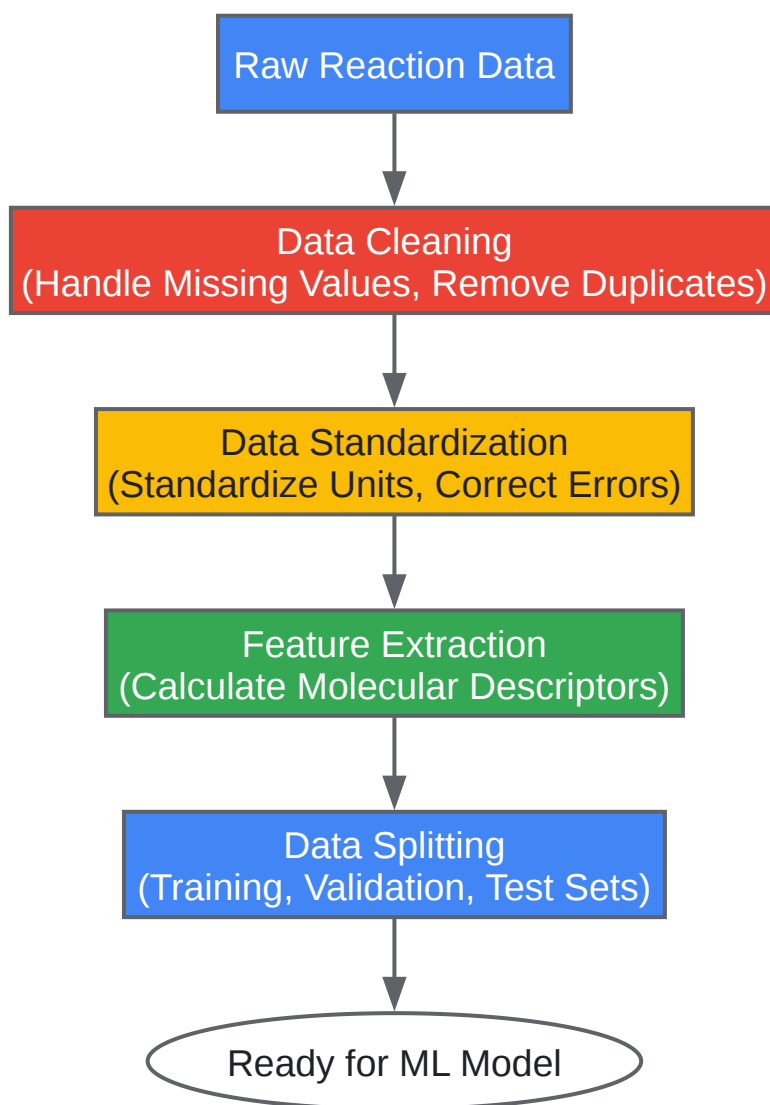 Raw Reaction Data
Data Cleaning
(Handle Missing Values, Remove Duplicates)
Data Standardization
(Standardize Units, Correct Errors)
Feature Extraction
(Calculate Molecular Descriptors)
Data Splitting
(Training, Validation, Test Sets)
Ready for ML Model